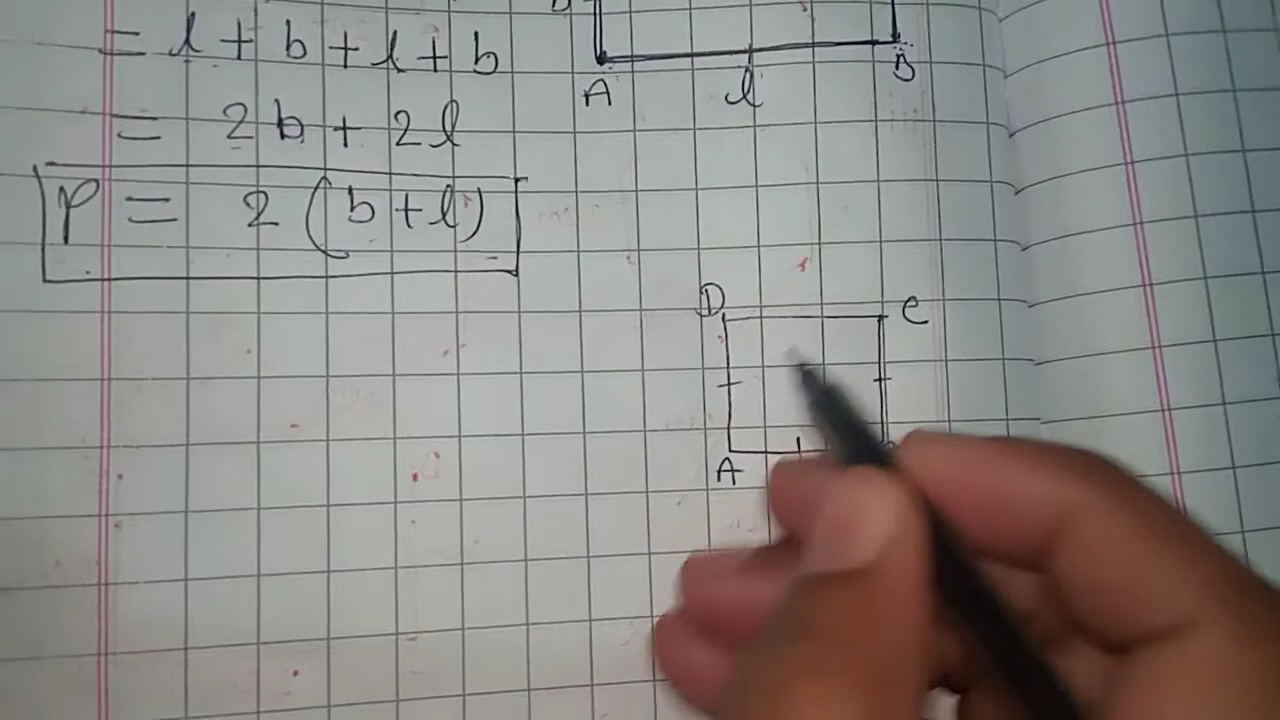 = l + b + l + b
A l B
= 2b + 2l
P = 2 (b + l)
D C
A